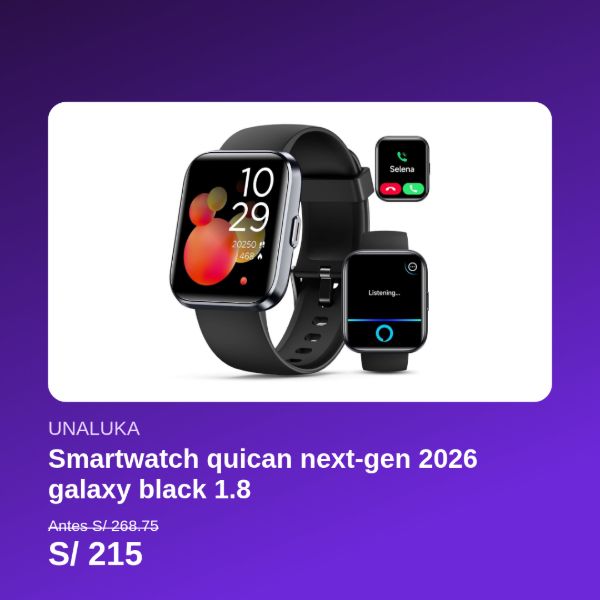 10
29
20250
1468
Selena
Listening...
UNALUKA
Smartwatch quican next-gen 2026
galaxy black 1.8
Antes S/ 268.75
S/ 215